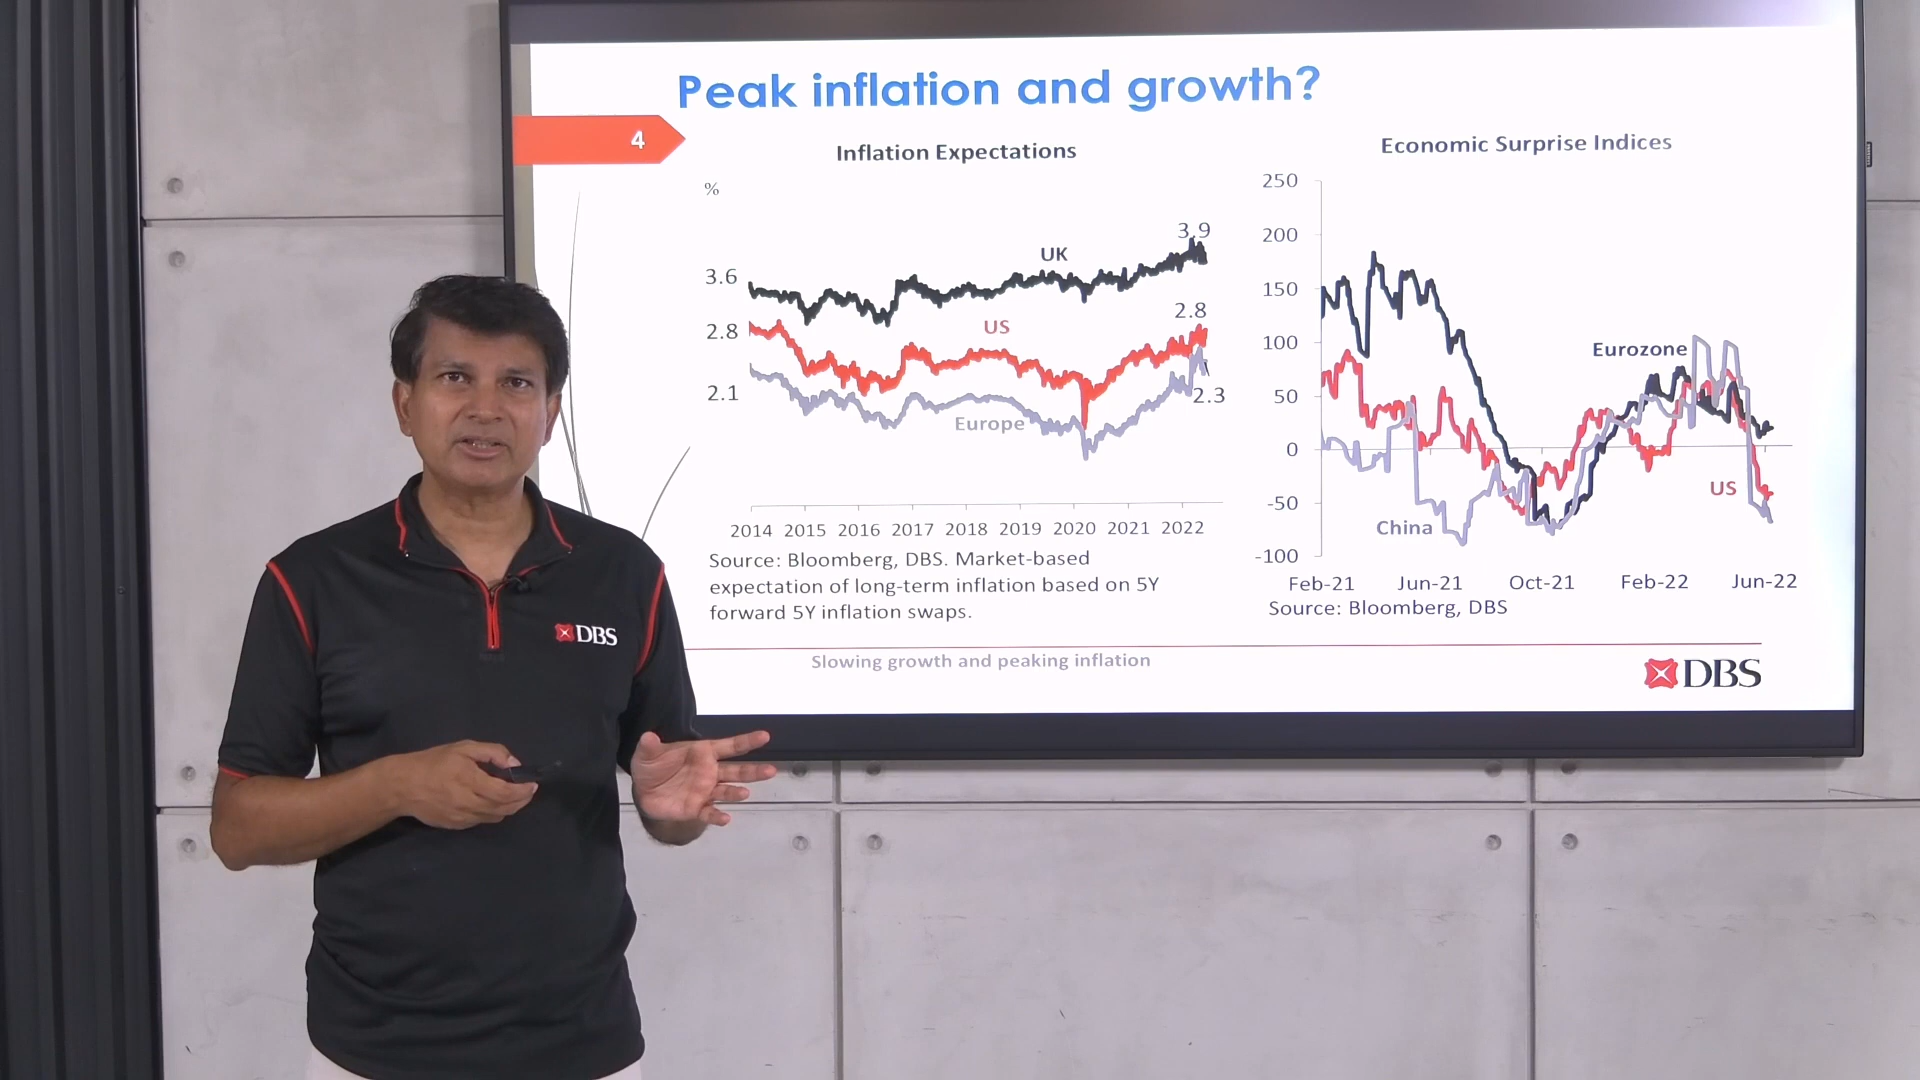 Peak inflation and growth?
4
Inflation Expectations
%
3.9
UK
3.6
2.8
US
2.8
2.1
2.3
Europe
2014 2015 2016 2017 2018 2019 2020 2021 2022
Source: Bloomberg, DBS. Market-based
expectation of long-term inflation based on 5Y
forward 5Y inflation swaps.
Economic Surprise Indices
250
200
150
100
Eurozone
50
0
US
-50
China
-100
Feb-21 Jun-21 Oct-21 Feb-22 Jun-22
Source: Bloomberg, DBS
Slowing growth and peaking inflation
DBS
DBS